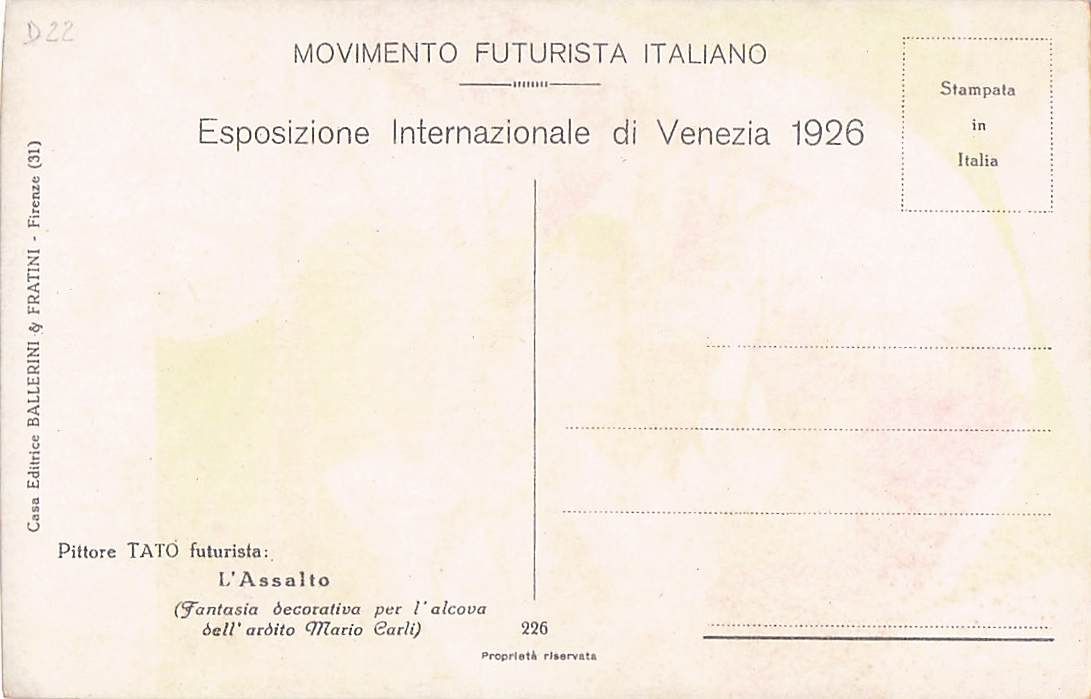 D 22
MOVIMENTO FUTURISTA ITALIANO
Esposizione Internazionale di Venezia 1926
Stampata
in
Italia
Casa Editrice BALLERINI & FRATINI - Firenze (31)
Pittore TATO futurista:
L'Assalto
(Fantasia decorativa per l'alcova
dell' ardito Mario Carli)
226
Proprietà riservata